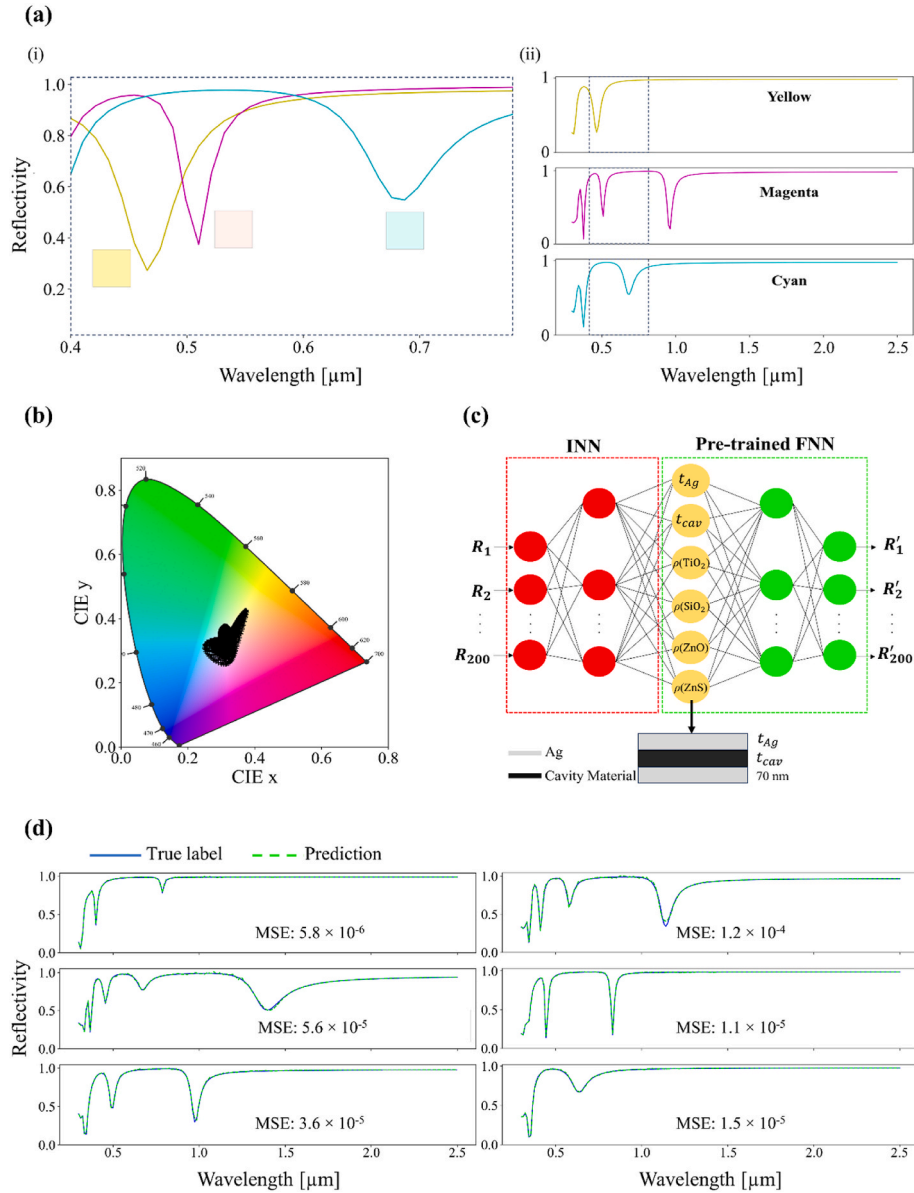 (a)
(i)
(ii)
Reflectivity
1.0
0.8
0.6
0.4
0.2
0.4
0.5
0.6
0.7
Wavelength [µm]
1
Yellow
0
1
Magenta
0
1
Cyan
0
0.5
1.0
1.5
2.0
2.5
Wavelength [µm]
(b)
CIE y
0.8
0.6
0.4
0.2
0.0
0.0
0.2
0.4
0.6
0.8
CIE x
520
540
560
580
600
620
700
480
470
460
0
(c)
INN
Pre-trained FNN
R₁
R₂
R₂₀₀
t_Ag
t_cav
ρ(TiO₂)
ρ(SiO₂)
ρ(ZnO)
ρ(ZnS)
R′₁
R′₂
R′₂₀₀
Ag
Cavity Material
t_Ag
t_cav
70 nm
(d)
True label
Prediction
Reflectivity
1.0
0.5
0.0
MSE: 5.8 × 10⁻⁶
1.0
0.5
0.0
MSE: 1.2 × 10⁻⁴
1.0
0.5
0.0
MSE: 5.6 × 10⁻⁵
1.0
0.5
0.0
MSE: 1.1 × 10⁻⁵
1.0
0.5
0.0
MSE: 3.6 × 10⁻⁵
1.0
0.5
0.0
MSE: 1.5 × 10⁻⁵
0.5
1.0
1.5
2.0
2.5
0.5
1.0
1.5
2.0
2.5
Wavelength [µm]
Wavelength [µm]